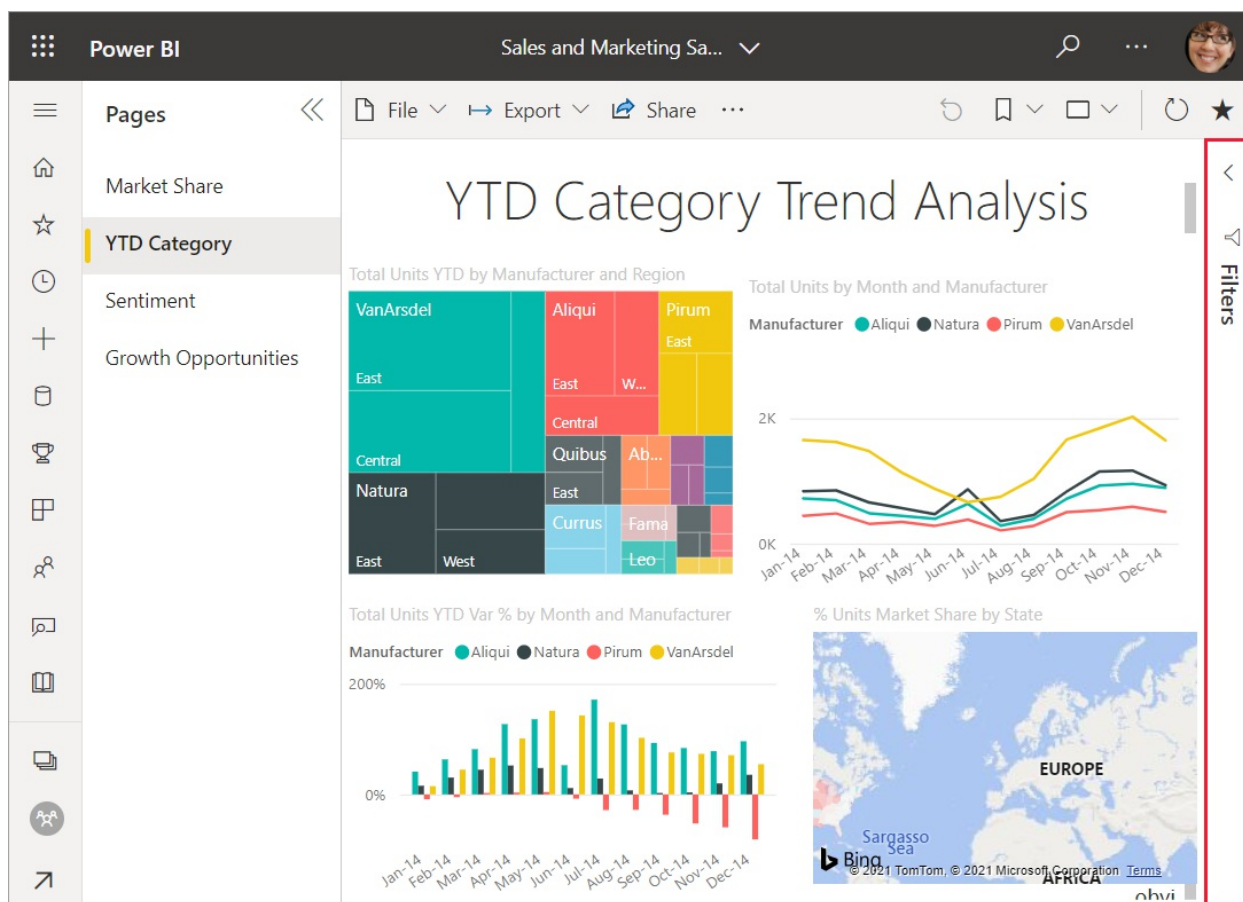 Power BI
Sales and Marketing Sa...
Pages
File
Export
Share
...
Market Share
YTD Category
Sentiment
Growth Opportunities
Filters
YTD Category Trend Analysis
Total Units YTD by Manufacturer and Region
VanArsdel
East
Central
Natura
East
West
Aliqui
East
W...
Central
Pirum
East
Quibus
East
Ab...
Currus
Fama
Leo
Total Units by Month and Manufacturer
Manufacturer Aliqui Natura Pirum VanArsdel
2K
0K
Jan-14 Feb-14 Mar-14 Apr-14 May-14 Jun-14 Jul-14 Aug-14 Sep-14 Oct-14 Nov-14 Dec-14
Total Units YTD Var % by Month and Manufacturer
Manufacturer Aliqui Natura Pirum VanArsdel
200%
0%
Jan-14 Feb-14 Mar-14 Apr-14 May-14 Jun-14 Jul-14 Aug-14 Sep-14 Oct-14 Nov-14 Dec-14
% Units Market Share by State
EUROPE
Sargasso
Sea
Bing
© 2021 TomTom, © 2021 Microsoft Corporation Terms
AFRICA
obvi